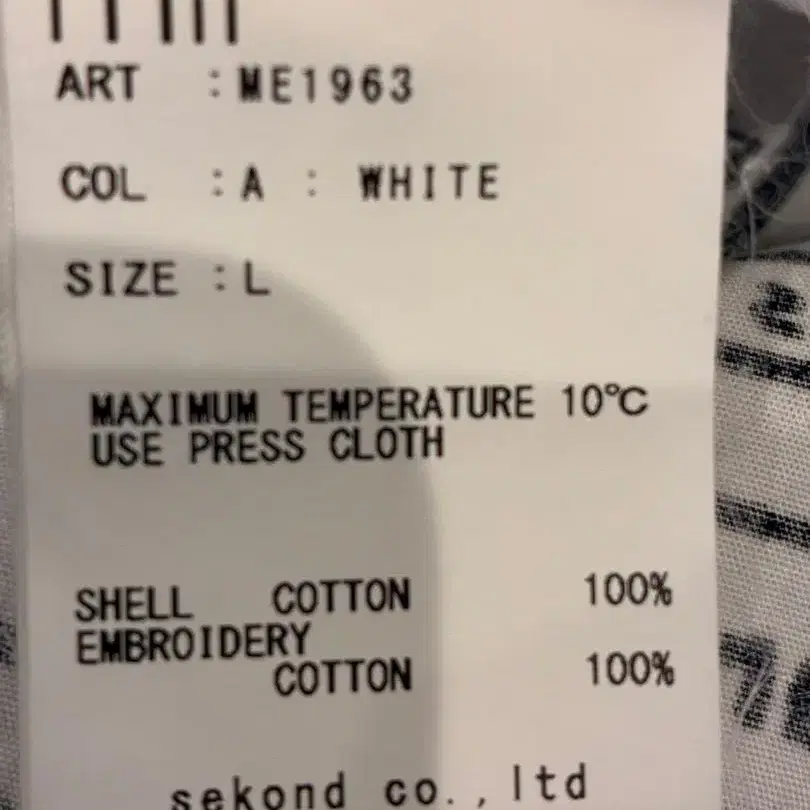 ART : ME1963
COL : A : WHITE
SIZE : L
MAXIMUM TEMPERATURE 10℃
USE PRESS CLOTH
SHELL COTTON 100%
EMBROIDERY
COTTON 100%
sekond co., ltd